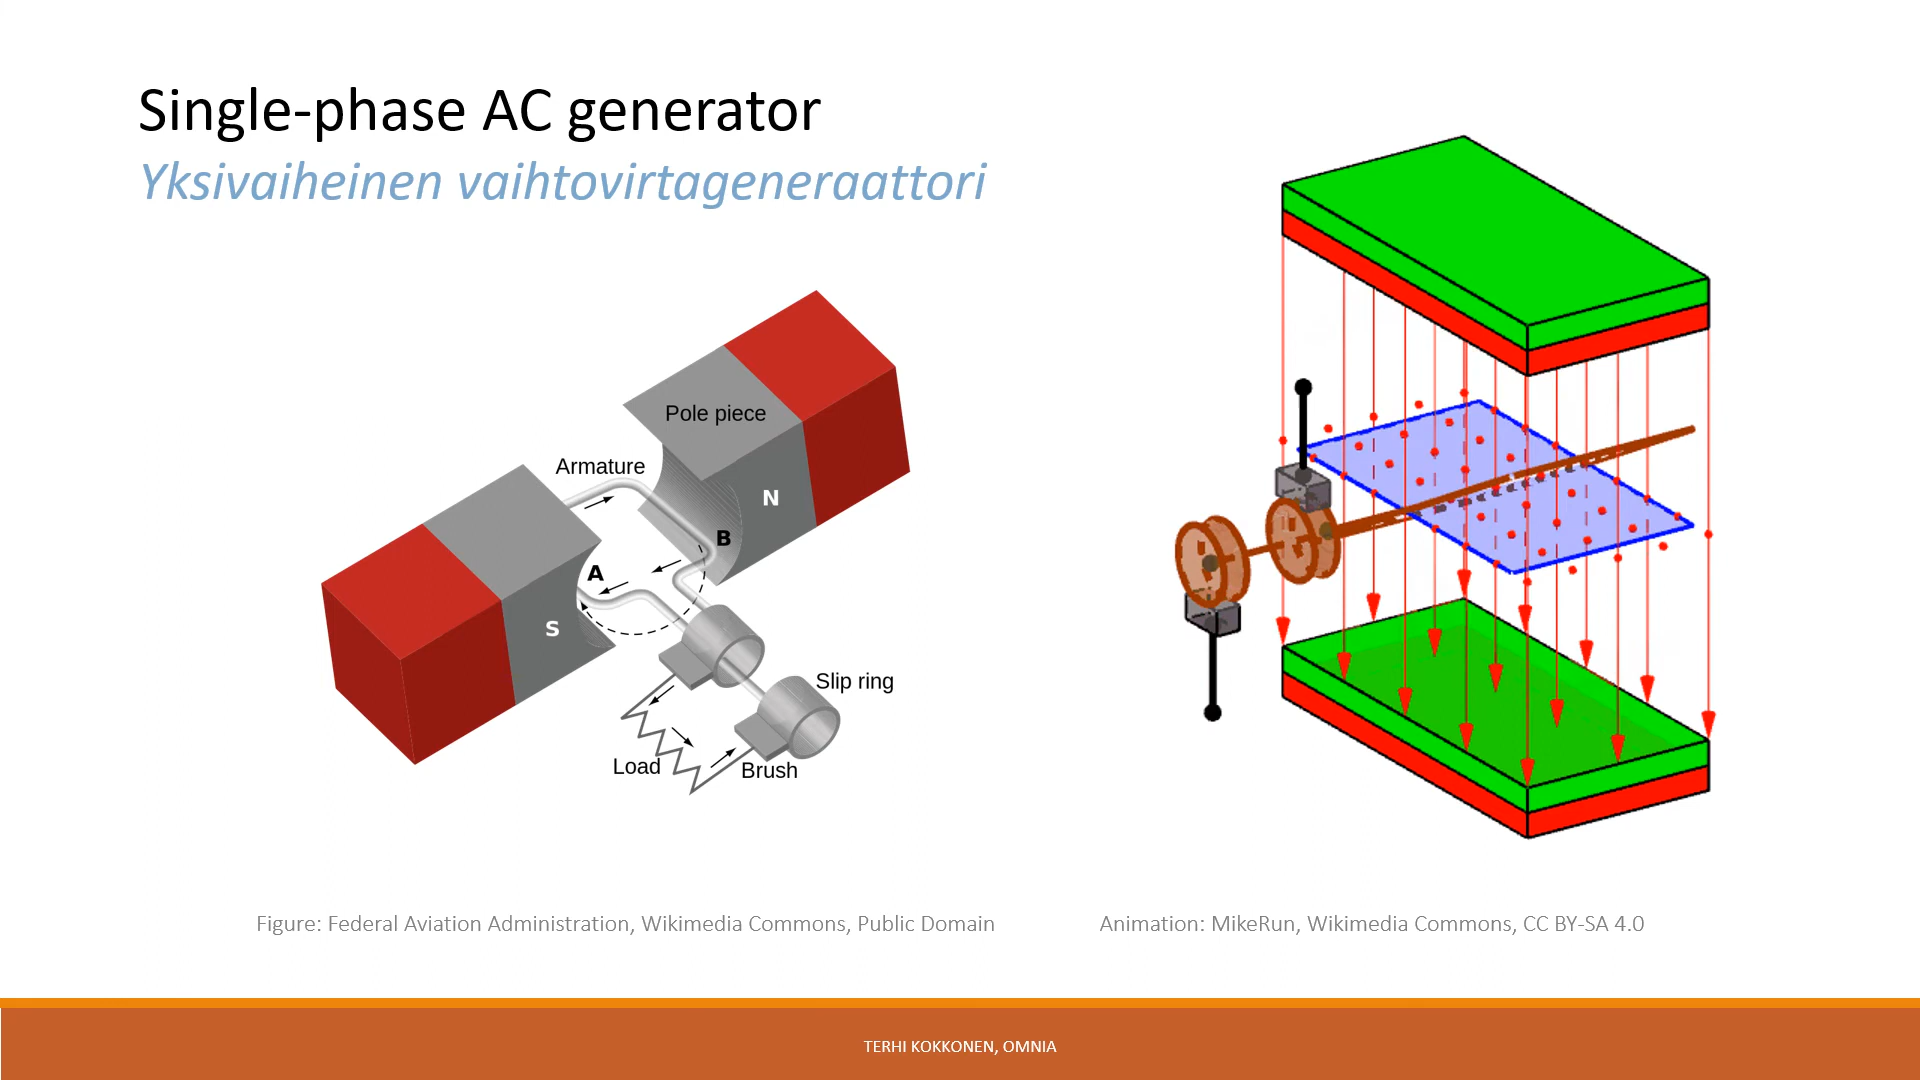 Single-phase AC generator
Yksivaiheinen vaihtovirtageneraattori
Pole piece
Armature
N
B
A
S
Slip ring
Load
Brush
Figure: Federal Aviation Administration, Wikimedia Commons, Public Domain
Animation: MikeRun, Wikimedia Commons, CC BY-SA 4.0
TERHI KOKKONEN, OMNIA